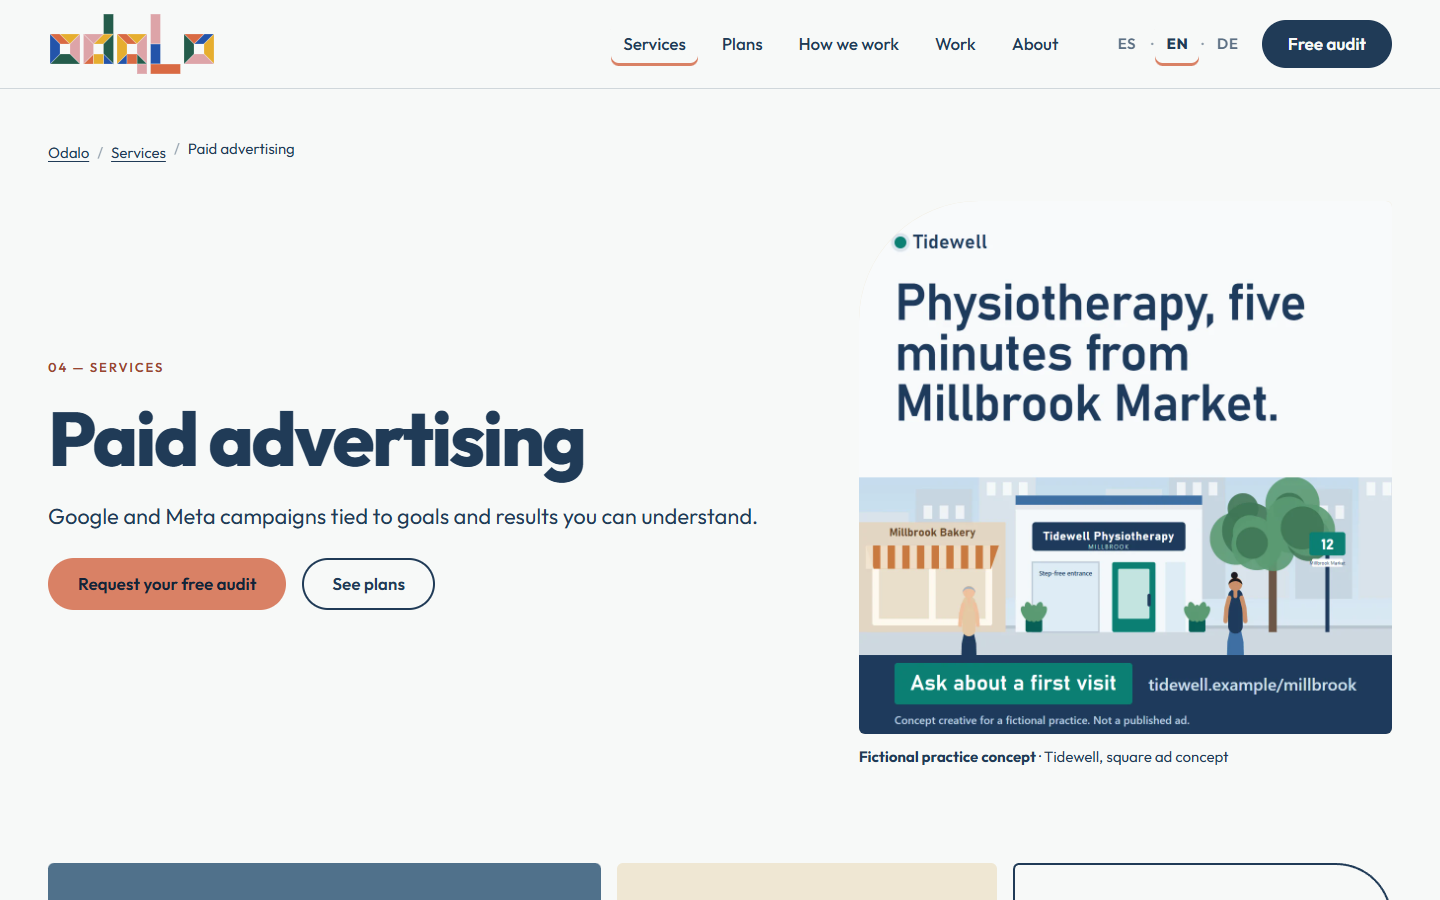 odalo
Services Plans How we work Work About ES · EN · DE Free audit
Odalo / Services / Paid advertising
Tidewell
Physiotherapy, five
minutes from
Millbrook Market.
04 — SERVICES
Paid advertising
Google and Meta campaigns tied to goals and results you can understand.
Request your free audit See plans
Millbrook Bakery
Tidewell Physiotherapy
MILLBROOK
Step-free entrance
12
Millbrook Market
Ask about a first visit tidewell.example/millbrook
Concept creative for a fictional practice. Not a published ad.
Fictional practice concept · Tidewell, square ad concept